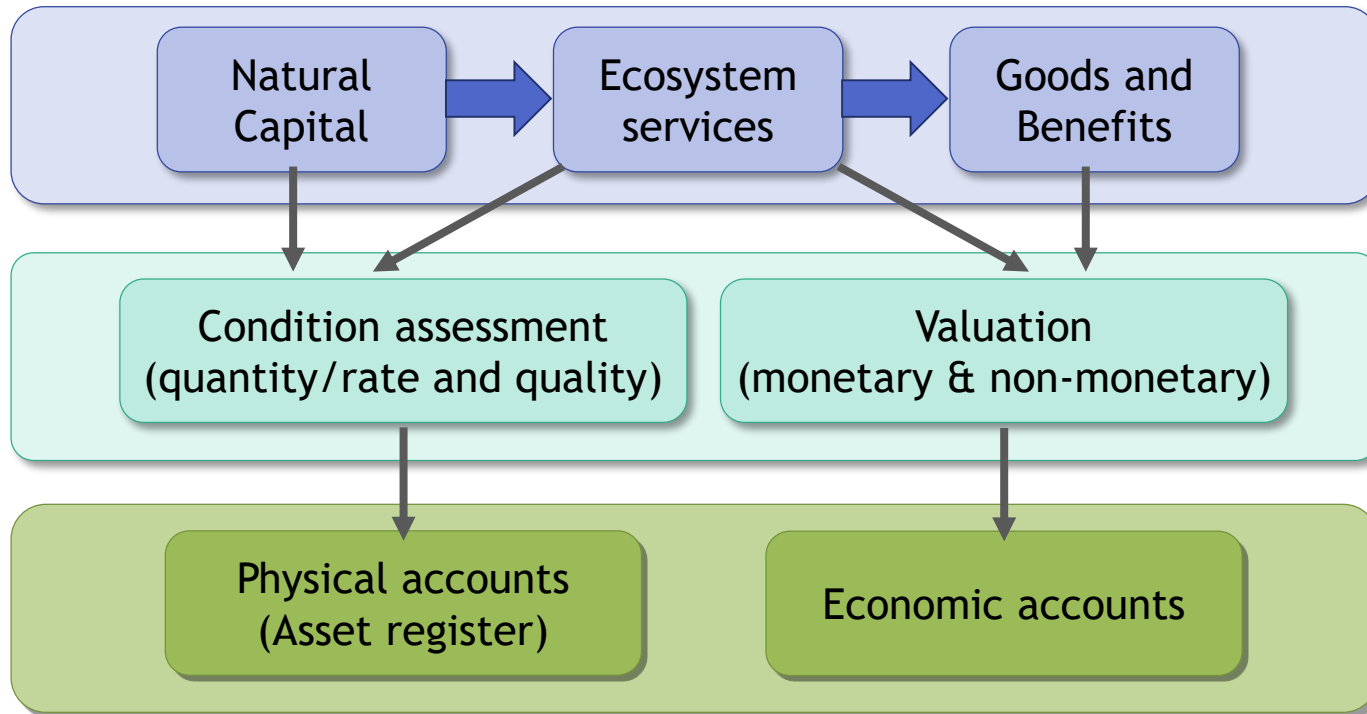 Natural
Capital
Ecosystem
services
Goods and
Benefits
Condition assessment
(quantity/rate and quality)
Valuation
(monetary & non-monetary)
Physical accounts
(Asset register)
Economic accounts